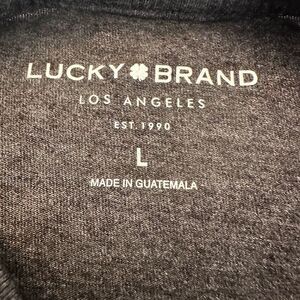 LUCKY BRAND
LOS ANGELES
EST. 1990
L
MADE IN GUATEMALA